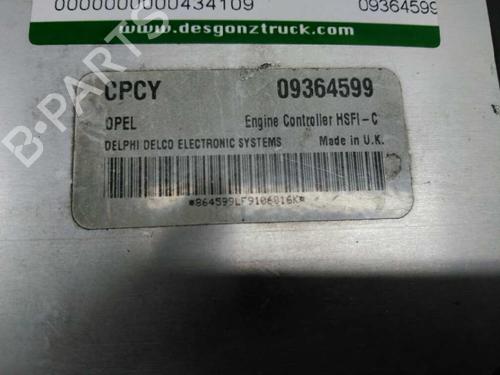 0000000000434109 09364599
www.desgonztruck.com
CPCY 09364599
OPEL Engine Controller HSFI-C
DELPHI DELCO ELECTRONIC SYSTEMS Made in U.K.
*864599LF9106016K*
B-PARTS